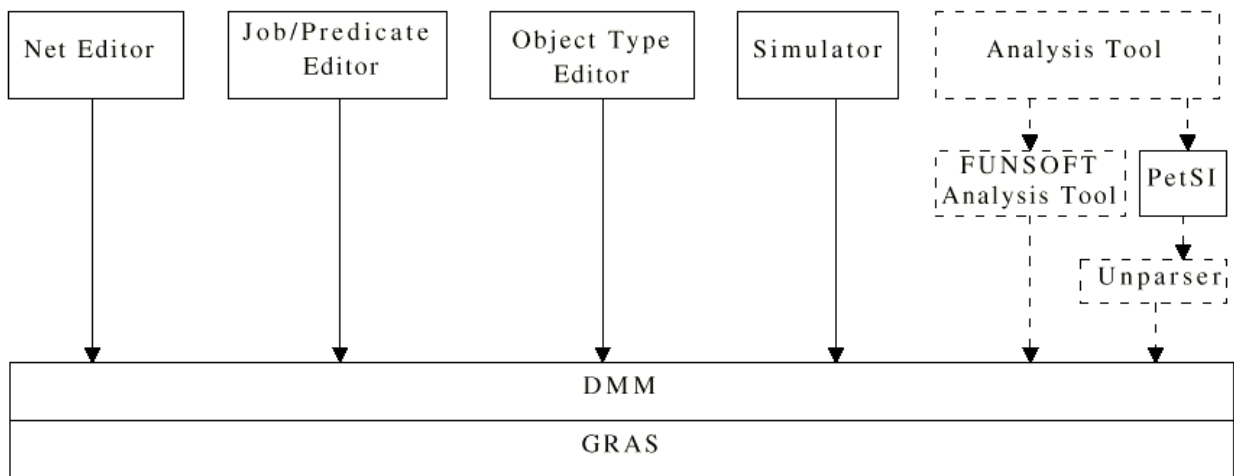 Net Editor
Job/Predicate
Editor
Object Type
Editor
Simulator
Analysis Tool
FUNSOFT
Analysis Tool
PetSI
Unparser
DMM
GRAS